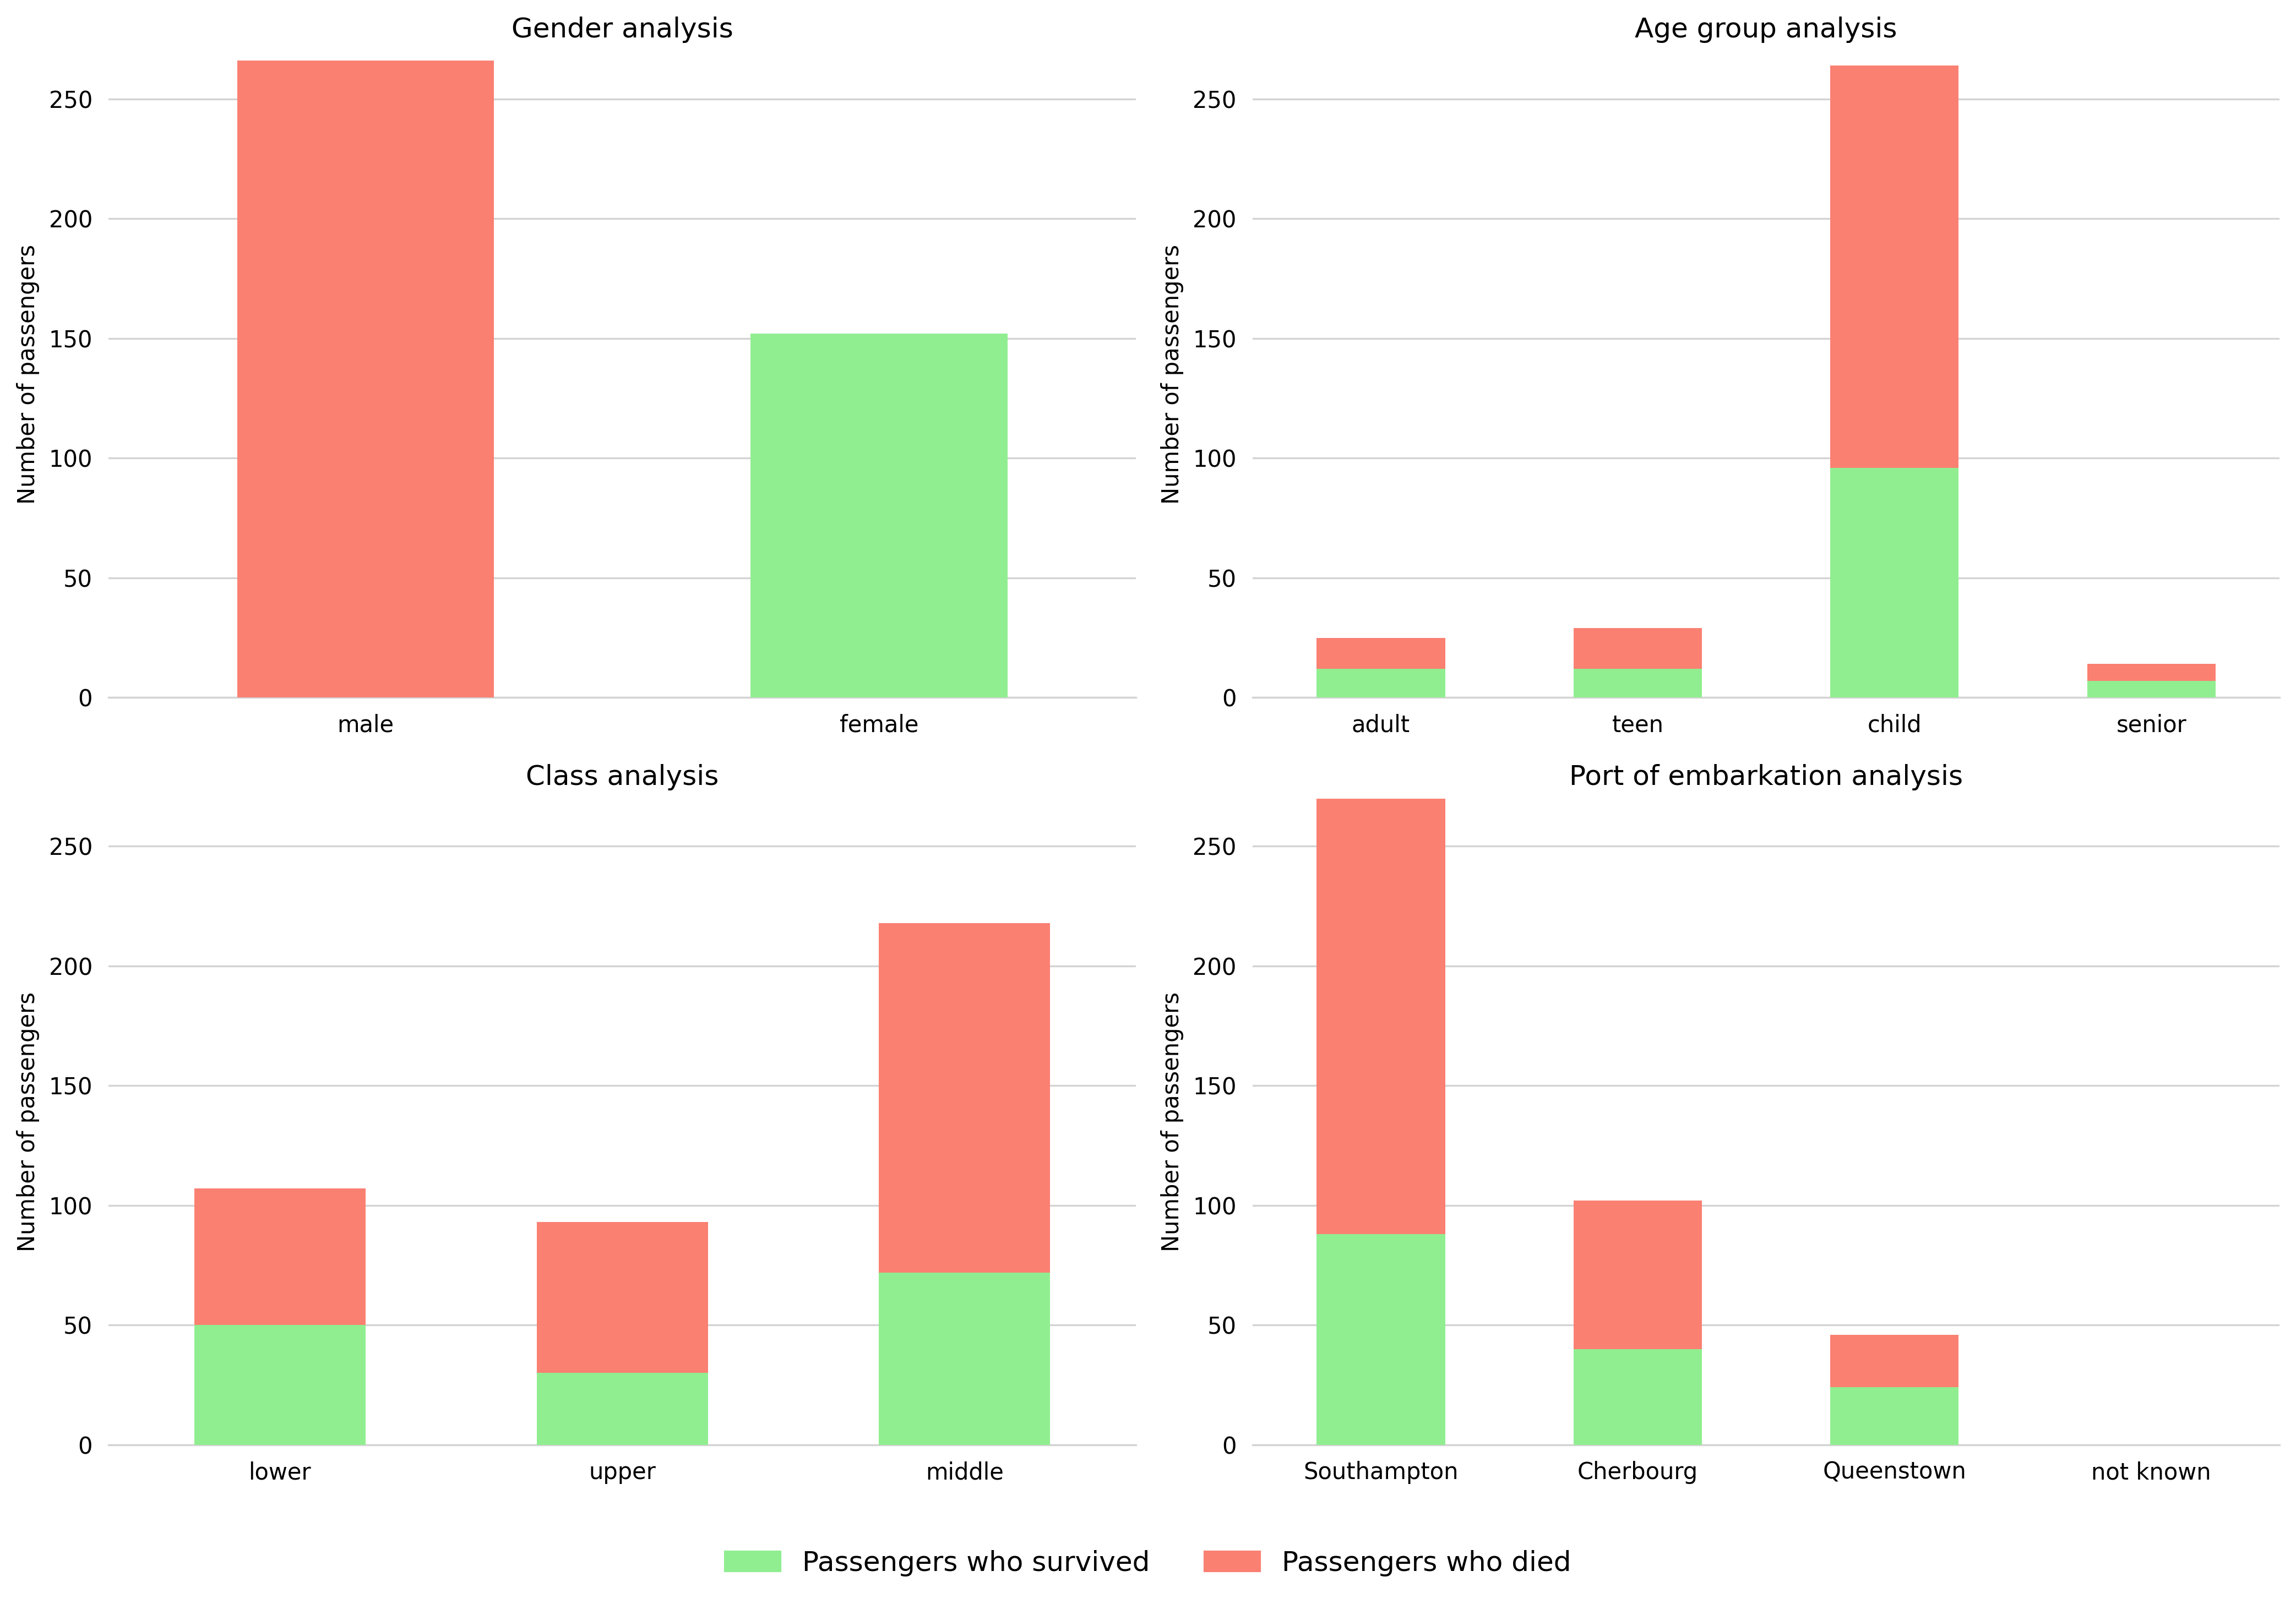 Gender analysis
Number of passengers
250
200
150
100
50
0
male female
Age group analysis
Number of passengers
250
200
150
100
50
0
adult teen child senior
Class analysis
Number of passengers
250
200
150
100
50
0
lower upper middle
Port of embarkation analysis
Number of passengers
250
200
150
100
50
0
Southampton Cherbourg Queenstown not known
Passengers who survived Passengers who died